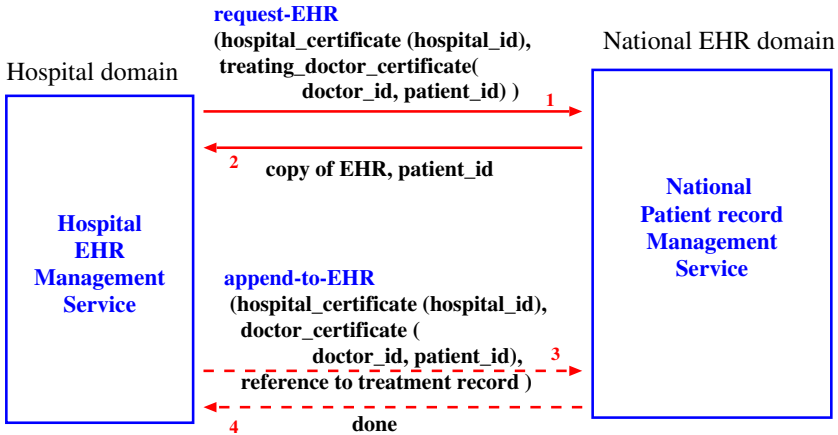 request-EHR
(hospital_certificate (hospital_id),
treating_doctor_certificate(
doctor_id, patient_id) )
1
National EHR domain
Hospital domain
2
copy of EHR, patient_id
Hospital
EHR
Management
Service
National
Patient record
Management
Service
append-to-EHR
(hospital_certificate (hospital_id),
doctor_certificate (
doctor_id, patient_id),
3
reference to treatment record )
4
done